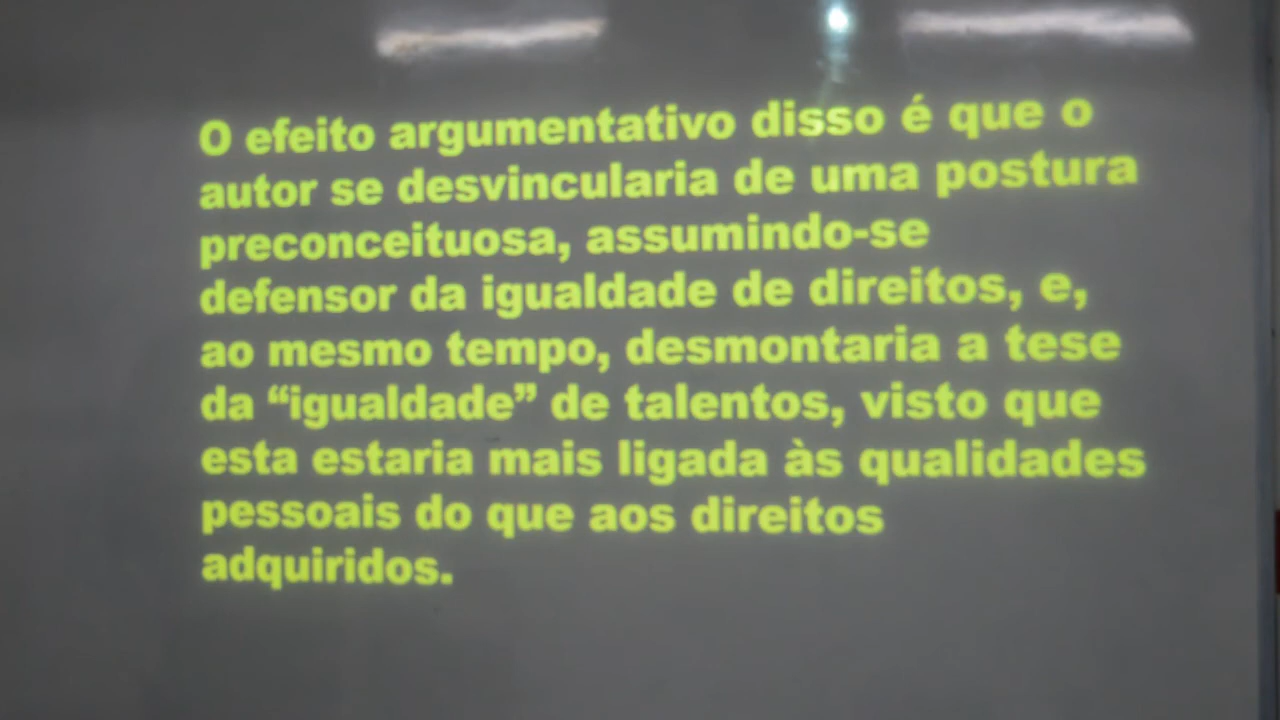 O efeito argumentativo disso é que o
autor se desvincularia de uma postura
preconceituosa, assumindo-se
defensor da igualdade de direitos, e,
ao mesmo tempo, desmontaria a tese
da “igualdade” de talentos, visto que
esta estaria mais ligada às qualidades
pessoais do que aos direitos
adquiridos.